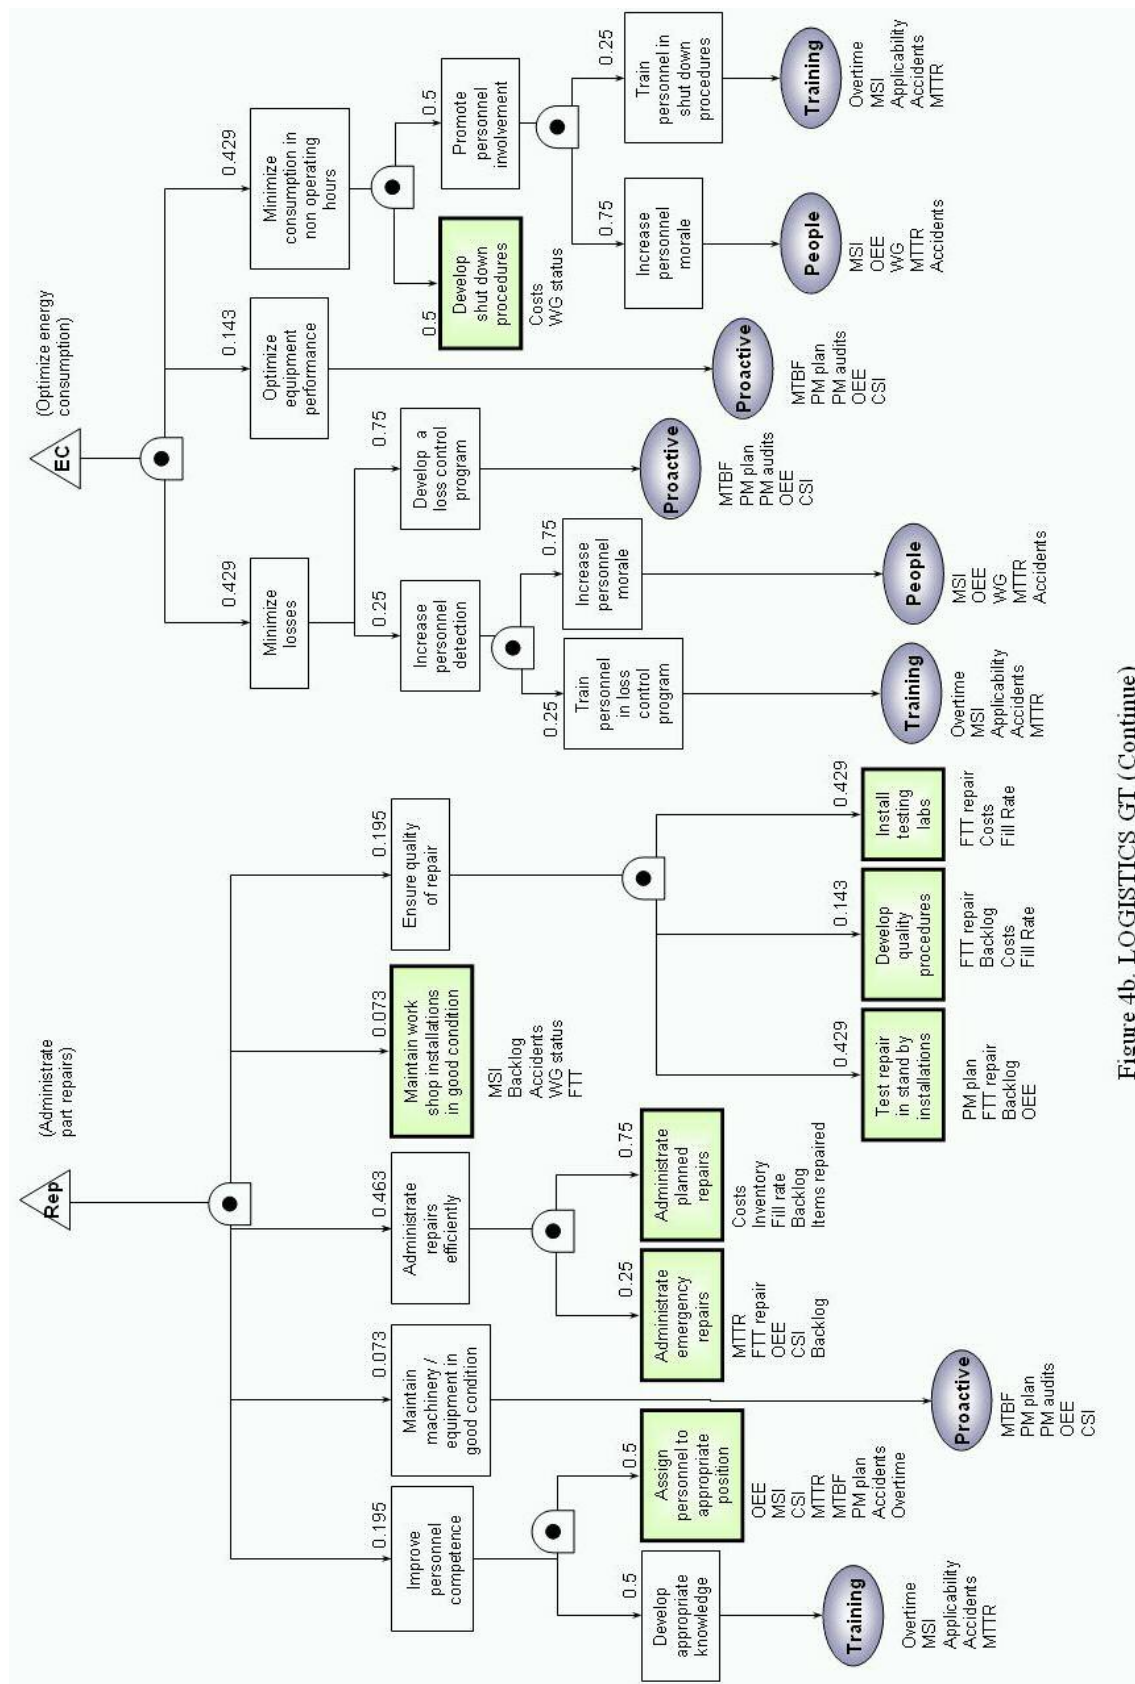 Rep
(Administrate
part repairs)
0.195
Improve
personnel
competence
0.073
Maintain
machinery /
equipment in
good condition
0.463
Administrate
repairs
efficiently
0.073
Maintain work
shop installations
in good condition
MSI
Backlog
Accidents
WG status
FTT
0.195
Ensure quality
of repair
0.5
Develop
appropriate
knowledge
0.5
Assign
personnel to
appropriate
position
OEE
MSI
CSI
MTTR
MTBF
PM plan
Accidents
Overtime
0.25
Administrate
emergency
repairs
MTTR
FTT repair
OEE
CSI
Backlog
0.75
Administrate
planned
repairs
Costs
Inventory
Fill rate
Backlog
Items repaired
0.429
Test repair
in stand by
installations
PM plan
FTT repair
Backlog
OEE
0.143
Develop
quality
procedures
FTT repair
Backlog
Costs
Fill Rate
0.429
Install
testing
labs
FTT repair
Costs
Fill Rate
Training
Overtime
MSI
Applicability
Accidents
MTTR
Proactive
MTBF
PM plan
PM audits
OEE
CSI
EC
(Optimize energy
consumption)
0.429
Minimize
losses
0.143
Optimize
equipment
performance
0.429
Minimize
consumption in
non operating
hours
0.25
Increase
personnel
detection
0.75
Develop a
loss control
program
0.5
Develop
shut down
procedures
Costs
WG status
0.5
Promote
personnel
involvement
0.25
Train
personnel
in loss
control
program
0.75
Increase
personnel
morale
0.75
Increase
personnel
morale
0.25
Train
personnel in
shut down
procedures
Training
Overtime
MSI
Applicability
Accidents
MTTR
People
MSI
OEE
WG
MTTR
Accidents
Proactive
MTBF
PM plan
PM audits
OEE
CSI
Proactive
MTBF
PM plan
PM audits
OEE
CSI
People
MSI
OEE
WG
MTTR
Accidents
Training
Overtime
MSI
Applicability
Accidents
MTTR
Figure 4b. LOGISTICS GT (Continue)